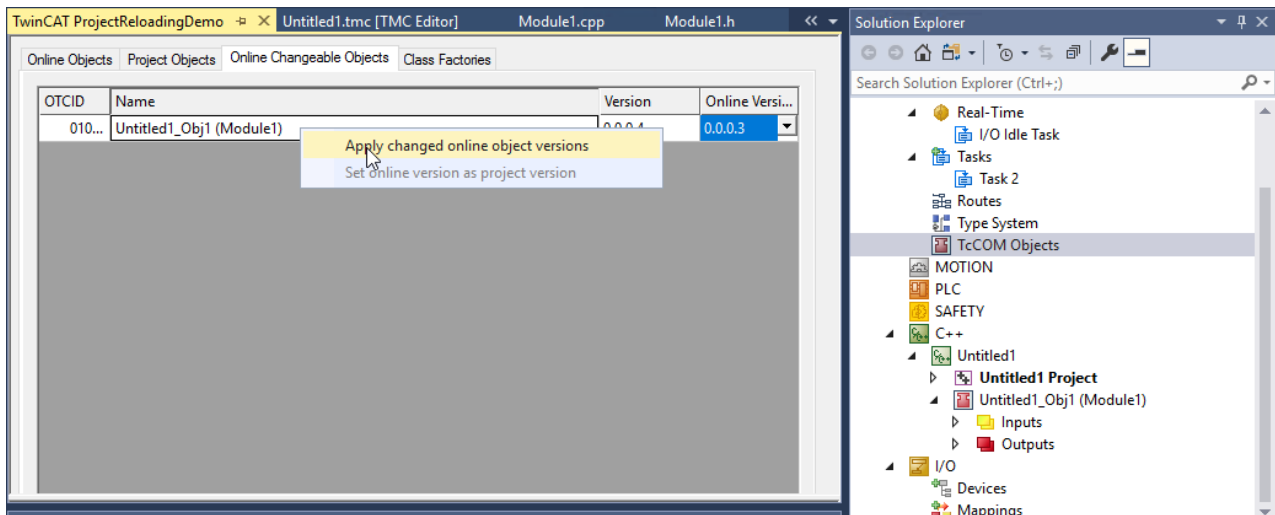 TwinCAT ProjectReloadingDemo Untitled1.tmc [TMC Editor] Module1.cpp Module1.h
Online Objects Project Objects Online Changeable Objects Class Factories
OTCID Name Version Online Versi...
010... Untitled1_Obj1 (Module1) 0.0.0.4 0.0.0.3
Apply changed online object versions
Set online version as project version
Solution Explorer
Search Solution Explorer (Ctrl+;)
Real-Time
I/O Idle Task
Tasks
Task 2
Routes
Type System
TcCOM Objects
MOTION
PLC
SAFETY
C++
Untitled1
Untitled1 Project
Untitled1_Obj1 (Module1)
Inputs
Outputs
I/O
Devices
Mappings